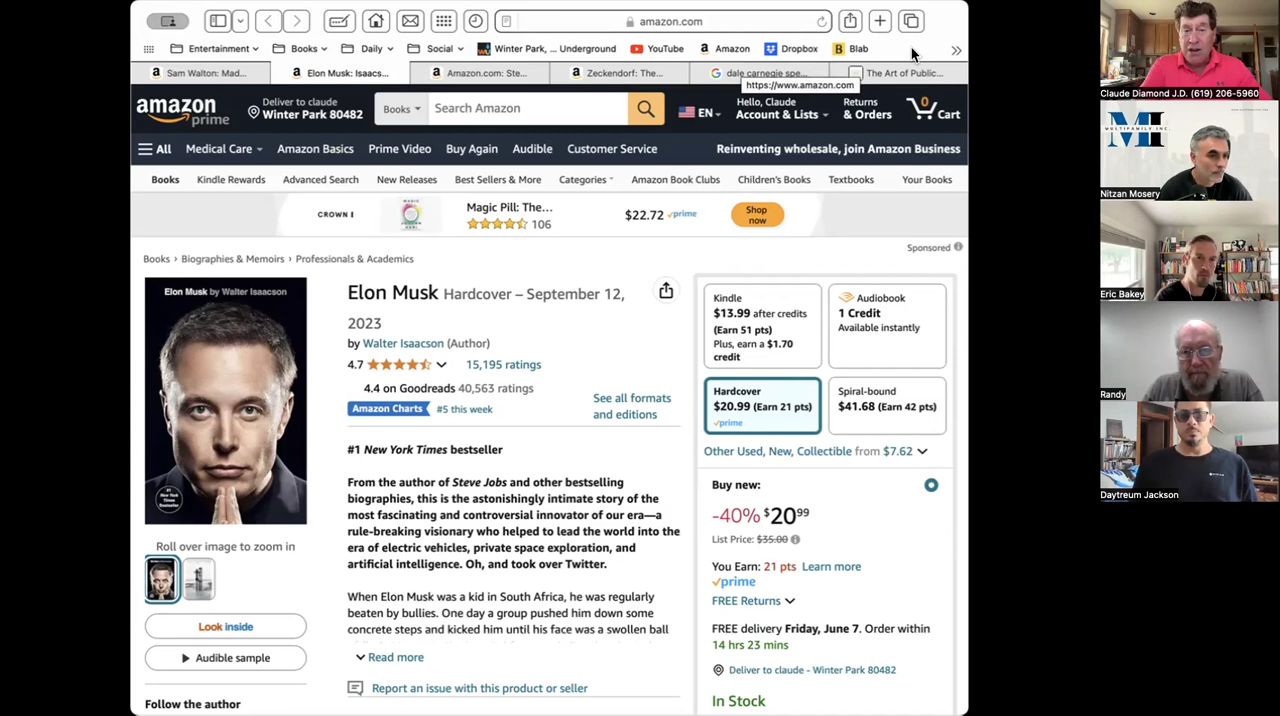 amazon.com
Entertainment
Books
Daily
Social
Winter Park, ... Underground
YouTube
Amazon
Dropbox
Blab
Sam Walton: Mad...
Elon Musk: Isaacs...
Amazon.com: Ste...
Zeckendorf: The...
dale carnegie spe...
The Art of Public...
https://www.amazon.com
amazon
prime
Deliver to claude
Winter Park 80482
Books
Search Amazon
EN
Hello, Claude
Account & Lists
Returns
& Orders
0
Cart
All
Medical Care
Amazon Basics
Prime Video
Buy Again
Audible
Customer Service
Reinventing wholesale, join Amazon Business
Books
Kindle Rewards
Advanced Search
New Releases
Best Sellers & More
Categories
Amazon Book Clubs
Children's Books
Textbooks
Your Books
CROWN
Magic Pill: The...
106
$22.72
prime
Shop
now
Sponsored
Books › Biographies & Memoirs › Professionals & Academics
Elon Musk by Walter Isaacson
Roll over image to zoom in
Look inside
Audible sample
Follow the author
Elon Musk Hardcover – September 12,
2023
by Walter Isaacson (Author)
4.7
15,195 ratings
4.4 on Goodreads 40,563 ratings
Amazon Charts #5 this week
See all formats
and editions
#1 New York Times bestseller
From the author of Steve Jobs and other bestselling
biographies, this is the astonishingly intimate story of the
most fascinating and controversial innovator of our era—a
rule-breaking visionary who helped to lead the world into the
era of electric vehicles, private space exploration, and
artificial intelligence. Oh, and took over Twitter.
When Elon Musk was a kid in South Africa, he was regularly
beaten by bullies. One day a group pushed him down some
concrete steps and kicked him until his face was a swollen ball
Read more
Report an issue with this product or seller
Kindle
$13.99 after credits
(Earn 51 pts)
Plus, earn a $1.70
credit
Audiobook
1 Credit
Available instantly
Hardcover
$20.99 (Earn 21 pts)
prime
Spiral-bound
$41.68 (Earn 42 pts)
Other Used, New, Collectible from $7.62
Buy new:
-40% $20⁹⁹
List Price: $35.00
You Earn: 21 pts Learn more
prime
FREE Returns
FREE delivery Friday, June 7. Order within
14 hrs 23 mins
Deliver to claude - Winter Park 80482
In Stock
Claude Diamond J.D. (619) 206-5960
MI
MULTIFAMILY INC.
Nitzan Mosery
Eric Bakey
Randy
Daytreum Jackson